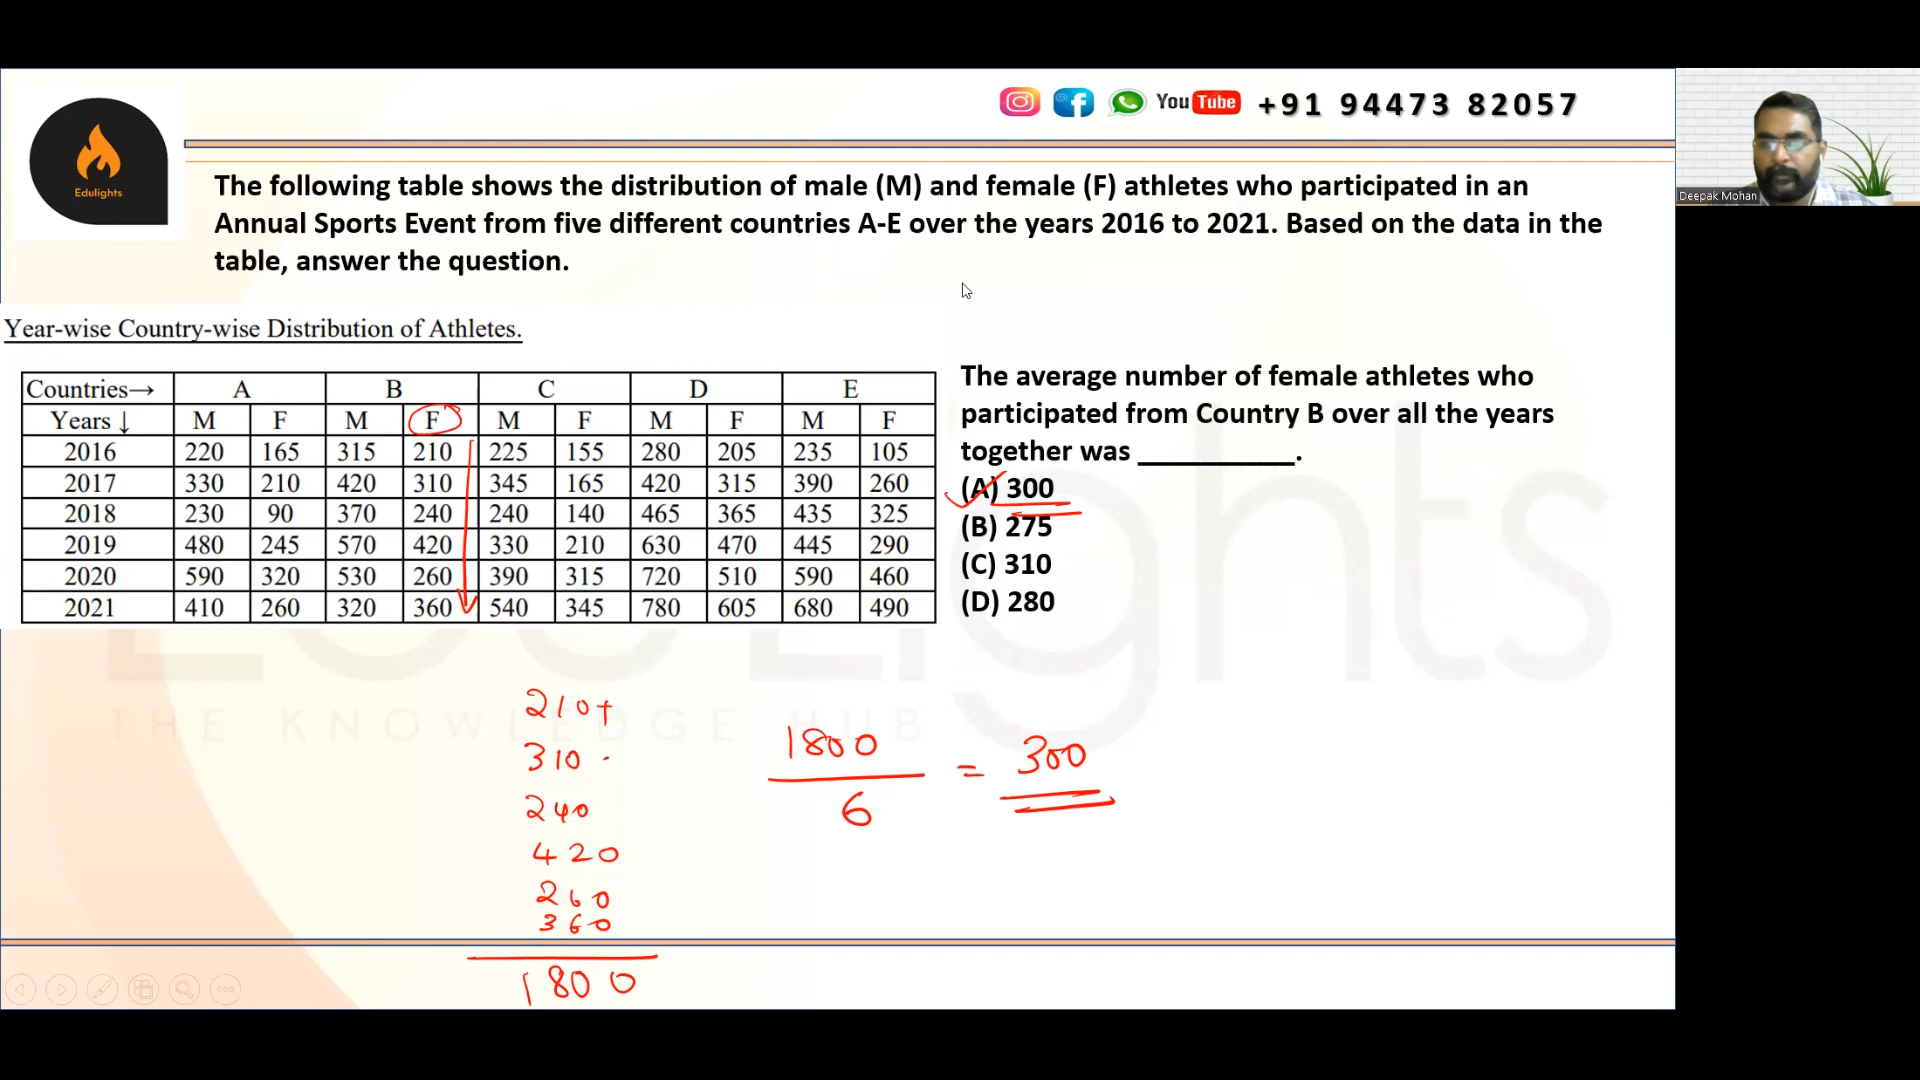 You Tube +91 94473 82057
Edulights
Deepak Mohan
The following table shows the distribution of male (M) and female (F) athletes who participated in an
Annual Sports Event from five different countries A-E over the years 2016 to 2021. Based on the data in the
table, answer the question.
Year-wise Country-wise Distribution of Athletes.
Countries→ A B C D E
Years ↓ M F M F M F M F M F
2016 220 165 315 210 225 155 280 205 235 105
2017 330 210 420 310 345 165 420 315 390 260
2018 230 90 370 240 240 140 465 365 435 325
2019 480 245 570 420 330 210 630 470 445 290
2020 590 320 530 260 390 315 720 510 590 460
2021 410 260 320 360 540 345 780 605 680 490
The average number of female athletes who
participated from Country B over all the years
together was ___________.
(A) 300
(B) 275
(C) 310
(D) 280
THE KNOWLEDGE HUB
210+
310
240
420
260
360
1800
1800
6
= 300